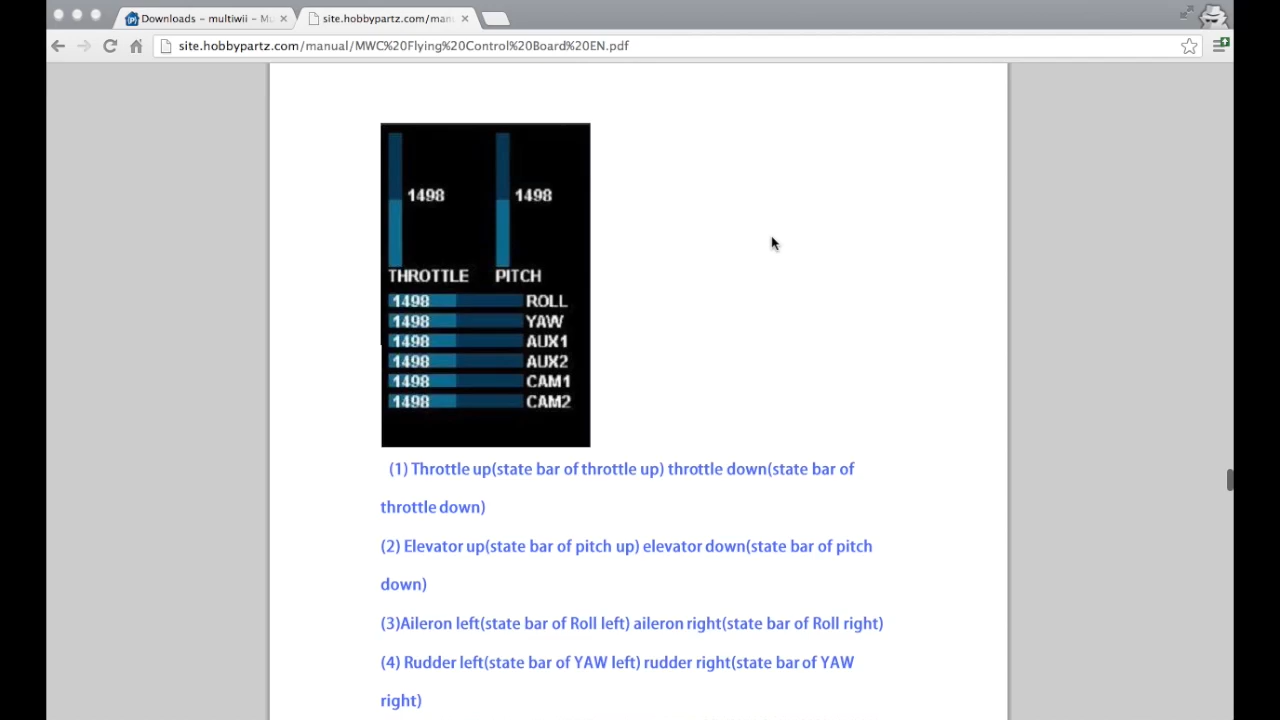 Downloads – multiwii – M
site.hobbypartz.com/man
site.hobbypartz.com/manual/MWC%20Flying%20Control%20Board%20EN.pdf
1498 1498
THROTTLE PITCH
1498 ROLL
1498 YAW
1498 AUX1
1498 AUX2
1498 CAM1
1498 CAM2
(1) Throttle up(state bar of throttle up) throttle down(state bar of
throttle down)
(2) Elevator up(state bar of pitch up) elevator down(state bar of pitch
down)
(3)Aileron left(state bar of Roll left) aileron right(state bar of Roll right)
(4) Rudder left(state bar of YAW left) rudder right(state bar of YAW
right)